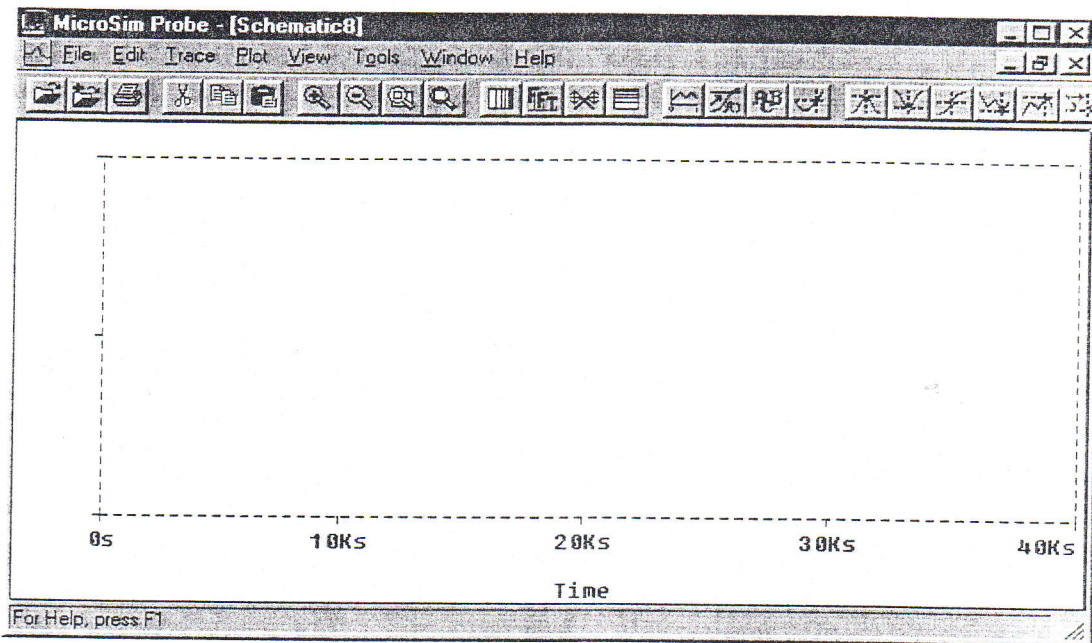 MicroSim Probe - [Schematic8]
File Edit Trace Plot View Tools Window Help
FFT
0s 10Ks 20Ks 30Ks 40Ks
Time
For Help, press F1